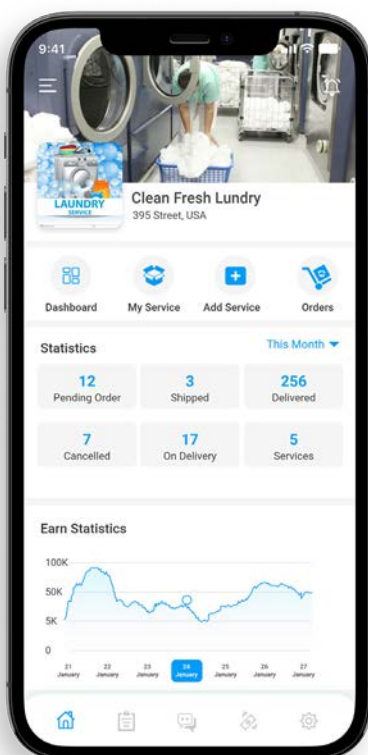 9:41
LAUNDRY
SERVICE
Clean Fresh Lundry
395 Street, USA
Dashboard My Service Add Service Orders
Statistics This Month
12 3 256
Pending Order Shipped Delivered
7 17 5
Cancelled On Delivery Services
Earn Statistics
100K
50K
5K
0
21 22 23 24 25 26 27
January January January January January January January